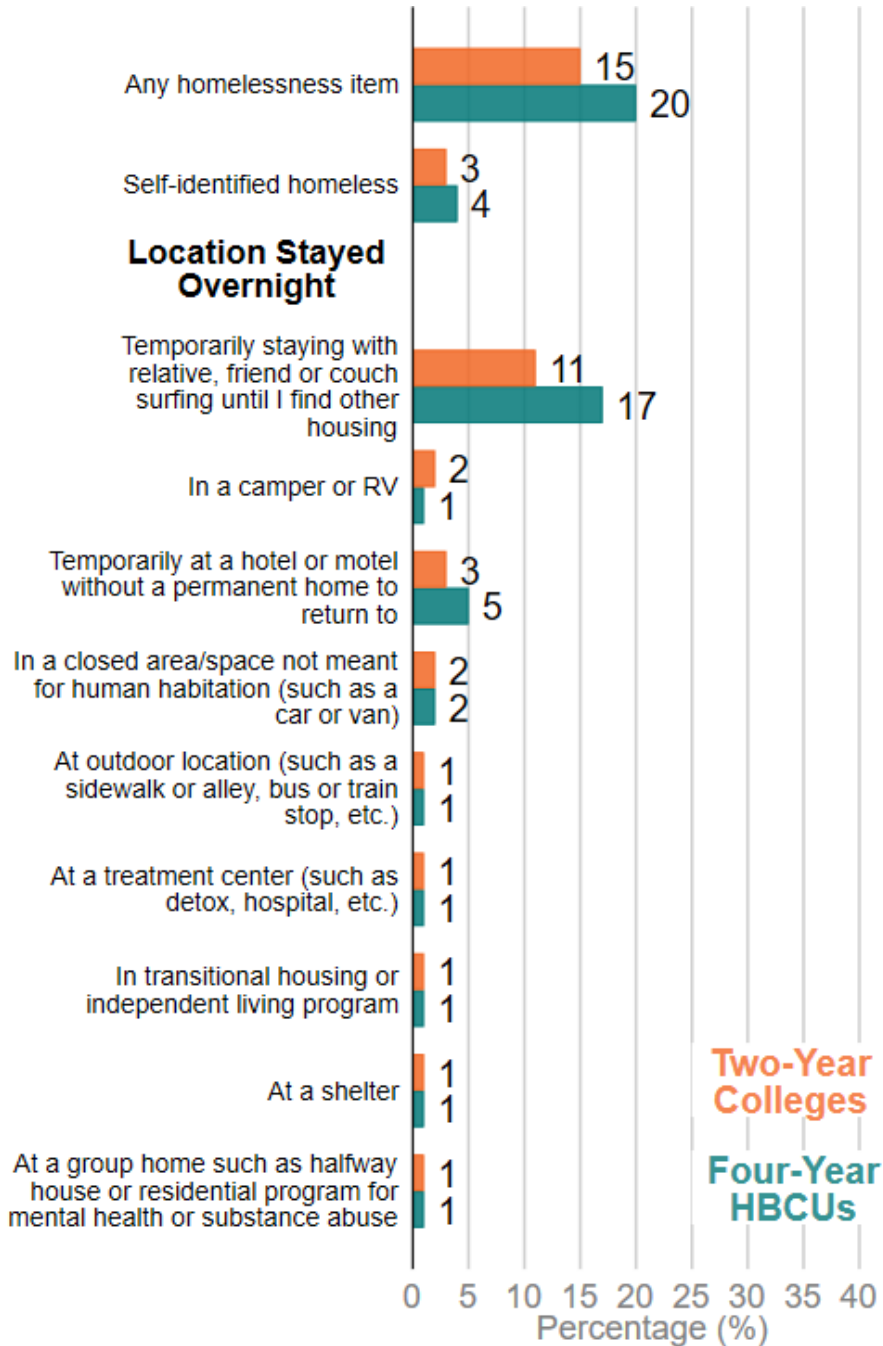 Any homelessness item
15
20
Self-identified homeless
3
4
Location Stayed
Overnight
Temporarily staying with
relative, friend or couch
surfing until I find other
housing
11
17
In a camper or RV
2
1
Temporarily at a hotel or motel
without a permanent home to
return to
3
5
In a closed area/space not meant
for human habitation (such as a
car or van)
2
2
At outdoor location (such as a
sidewalk or alley, bus or train
stop, etc.)
1
1
At a treatment center (such as
detox, hospital, etc.)
1
1
In transitional housing or
independent living program
1
1
At a shelter
1
1
At a group home such as halfway
house or residential program for
mental health or substance abuse
1
1
Two-Year
Colleges
Four-Year
HBCUs
0 5 10 15 20 25 30 35 40
Percentage (%)